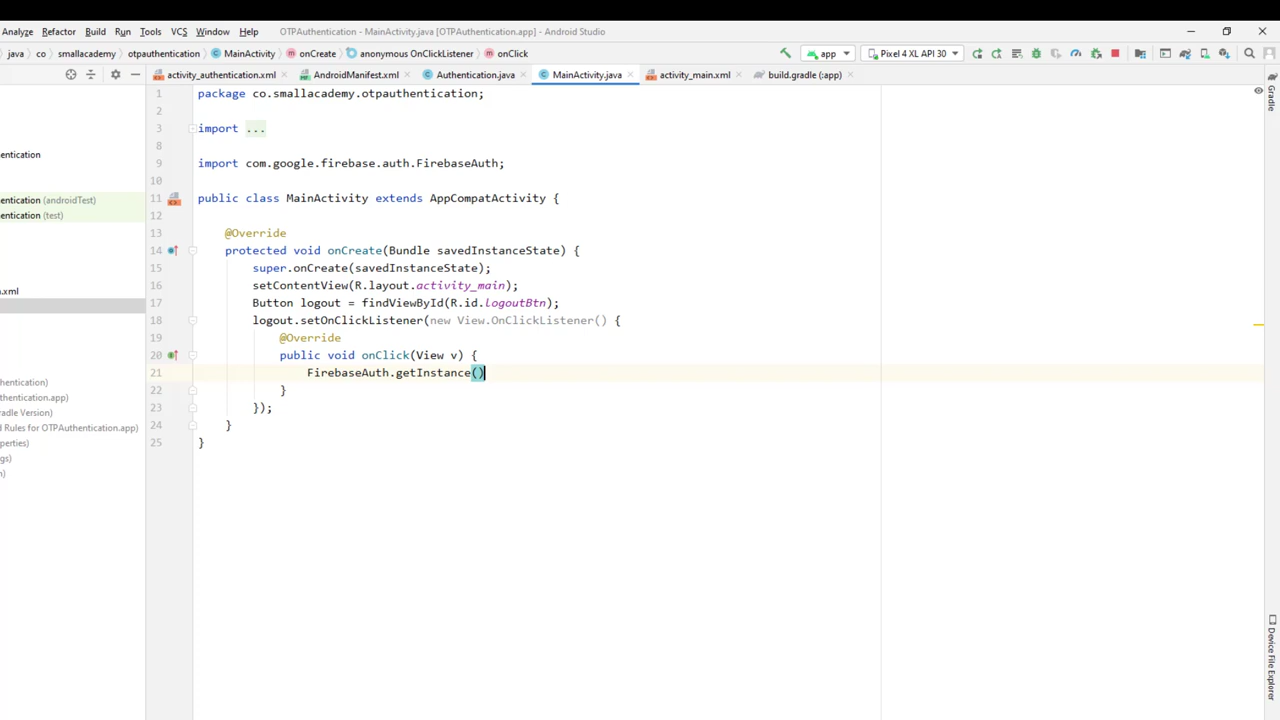 Analyze Refactor Build Run Tools VCS Window Help OTPAuthentication - MainActivity.java [OTPAuthentication.app] - Android Studio
java co smallacademy otpauthentication MainActivity onCreate anonymous OnClickListener onClick app Pixel 4 XL API 30
activity_authentication.xml AndroidManifest.xml Authentication.java MainActivity.java activity_main.xml build.gradle (:app)
1 package co.smallacademy.otpauthentication;
2
3 import ...
8
9 import com.google.firebase.auth.FirebaseAuth;
10
11 public class MainActivity extends AppCompatActivity {
12
13 @Override
14 protected void onCreate(Bundle savedInstanceState) {
15 super.onCreate(savedInstanceState);
16 setContentView(R.layout.activity_main);
17 Button logout = findViewById(R.id.logoutBtn);
18 logout.setOnClickListener(new View.OnClickListener() {
19 @Override
20 public void onClick(View v) {
21 FirebaseAuth.getInstance()
22 }
23 });
24 }
25 }
entication
entication (androidTest)
entication (test)
.xml
entication)
thentication.app)
radle Version)
d Rules for OTPAuthentication.app)
perties)
gs)
n)
Gradle
Device File Explorer